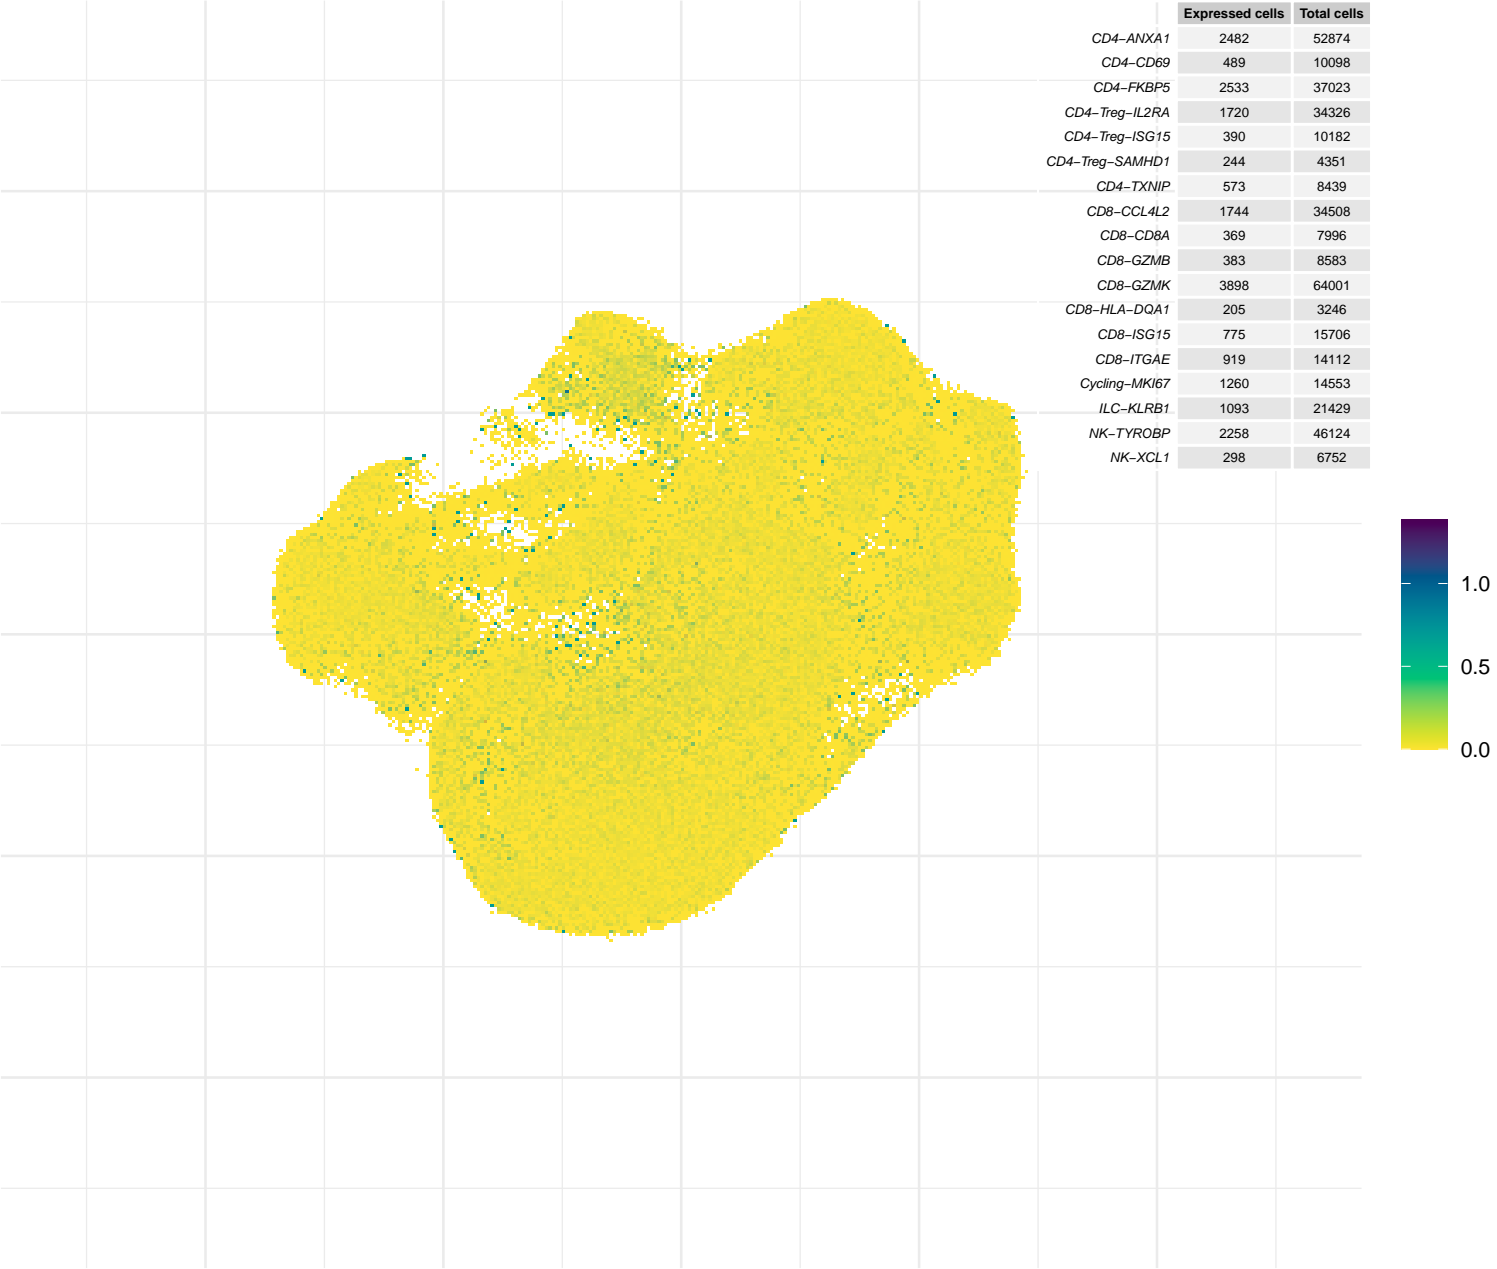 Expressed cells Total cells
CD4−ANXA1 2482 52874
CD4−CD69 489 10098
CD4−FKBP5 2533 37023
CD4−Treg−IL2RA 1720 34326
CD4−Treg−ISG15 390 10182
CD4−Treg−SAMHD1 244 4351
CD4−TXNIP 573 8439
CD8−CCL4L2 1744 34508
CD8−CD8A 369 7996
CD8−GZMB 383 8583
CD8−GZMK 3898 64001
CD8−HLA−DQA1 205 3246
CD8−ISG15 775 15706
CD8−ITGAE 919 14112
Cycling−MKI67 1260 14553
ILC−KLRB1 1093 21429
NK−TYROBP 2258 46124
NK−XCL1 298 6752
1.0
0.5
0.0